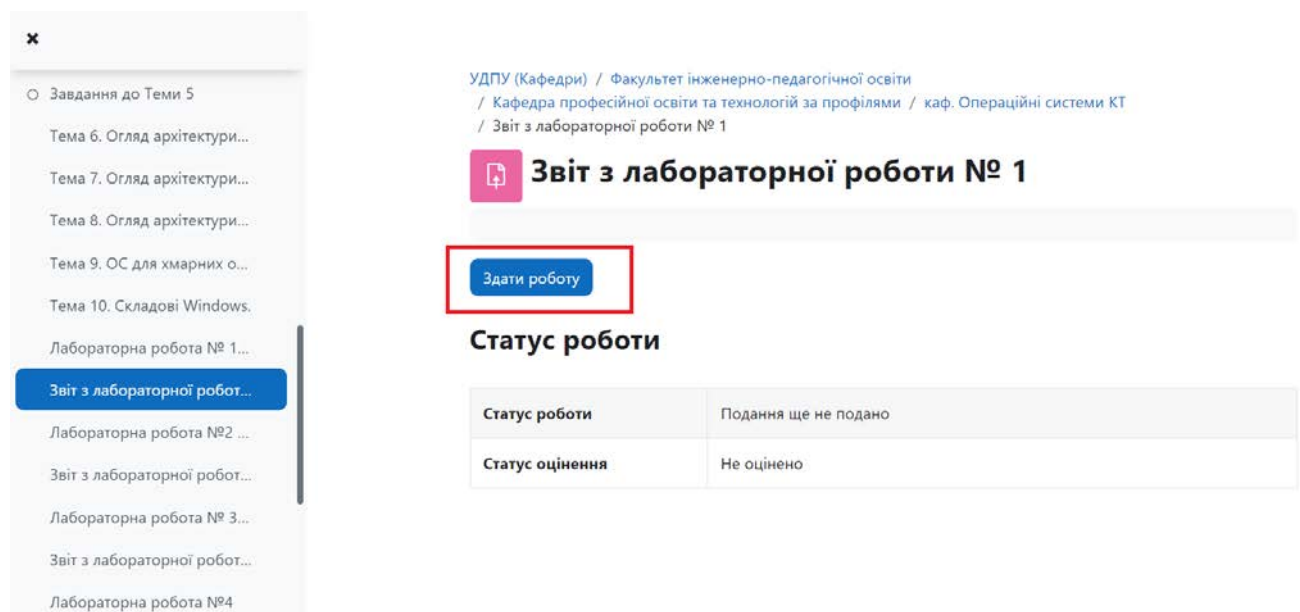 Завдання до Теми 5
Тема 6. Огляд архітектури...
Тема 7. Огляд архітектури...
Тема 8. Огляд архітектури...
Тема 9. ОС для хмарних о...
Тема 10. Складові Windows.
Лабораторна робота № 1...
Звіт з лабораторної робот...
Лабораторна робота №2 ...
Звіт з лабораторної робот...
Лабораторна робота № 3...
Звіт з лабораторної робот...
Лабораторна робота №4
УДПУ (Кафедри) / Факультет інженерно-педагогічної освіти
/ Кафедра професійної освіти та технологій за профілями / каф. Операційні системи КТ
/ Звіт з лабораторної роботи № 1
Звіт з лабораторної роботи № 1
Здати роботу
Статус роботи
Статус роботи Подання ще не подано
Статус оцінення Не оцінено